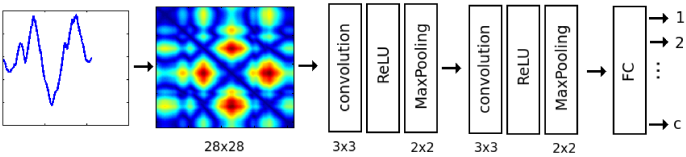 convolution
ReLU
MaxPooling
convolution
ReLU
MaxPooling
FC
1
2
c
28x28
3x3
2x2
3x3
2x2